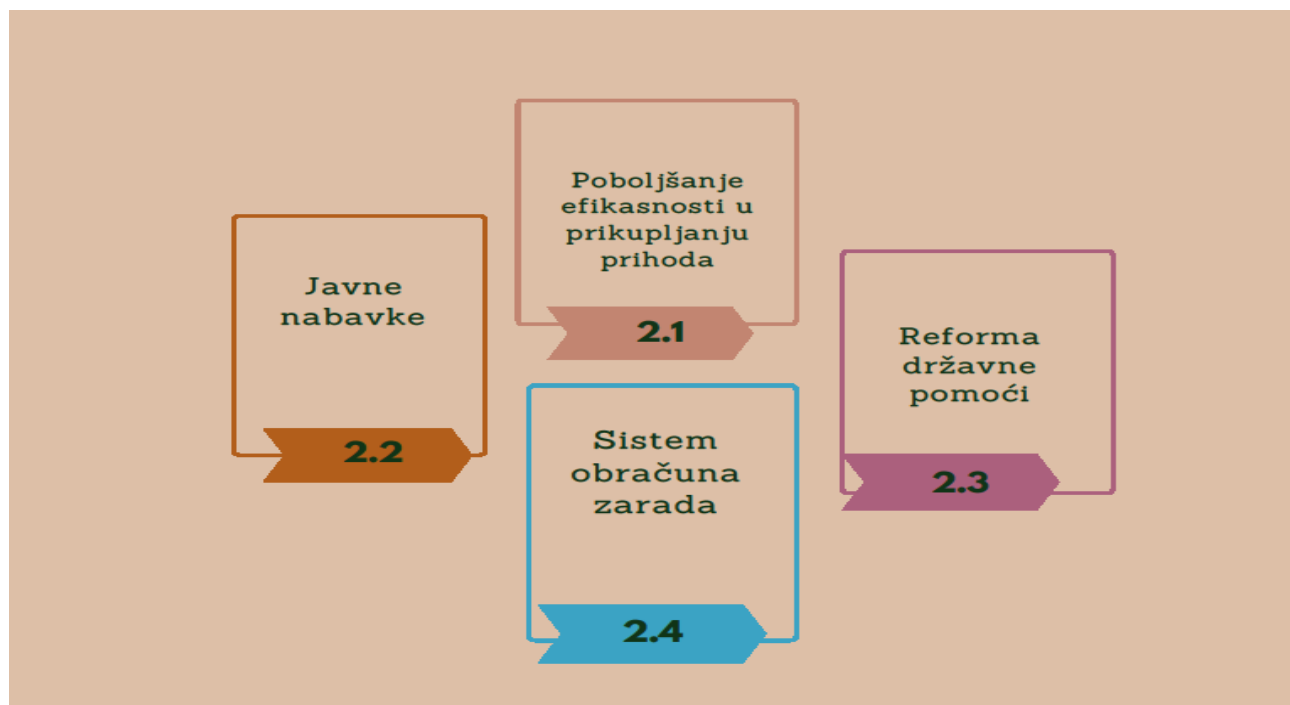 Poboljšanje
efikasnosti u
prikupljanju
prihoda
2.1
Javne
nabavke
2.2
Reforma
državne
pomoći
2.3
Sistem
obračuna
zarada
2.4